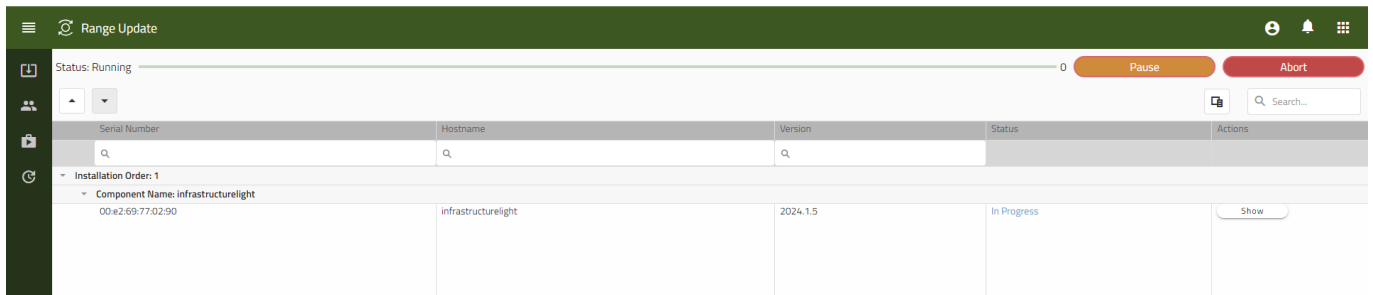 Range Update
Status: Running 0 Pause Abort
Search...
Serial Number Hostname Version Status Actions
Installation Order: 1
Component Name: infrastructurelight
00:e2:69:77:02:90 infrastructurelight 2024.1.5 In Progress Show